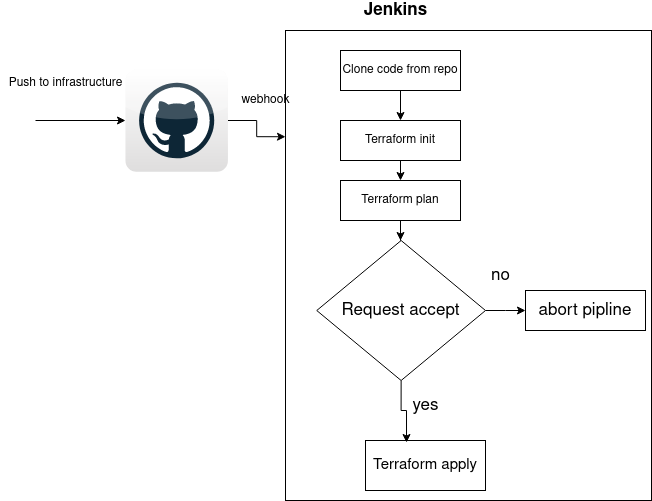 Jenkins
Push to infrastructure
webhook
Clone code from repo
Terraform init
Terraform plan
Request accept
no
abort pipline
yes
Terraform apply